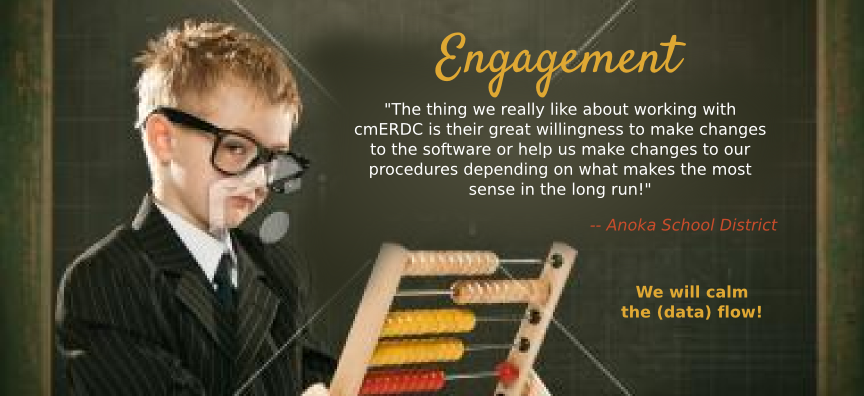 Engagement
"The thing we really like about working with
cmERDC is their great willingness to make changes
to the software or help us make changes to our
procedures depending on what makes the most
sense in the long run!"
-- Anoka School District
We will calm
the (data) flow!